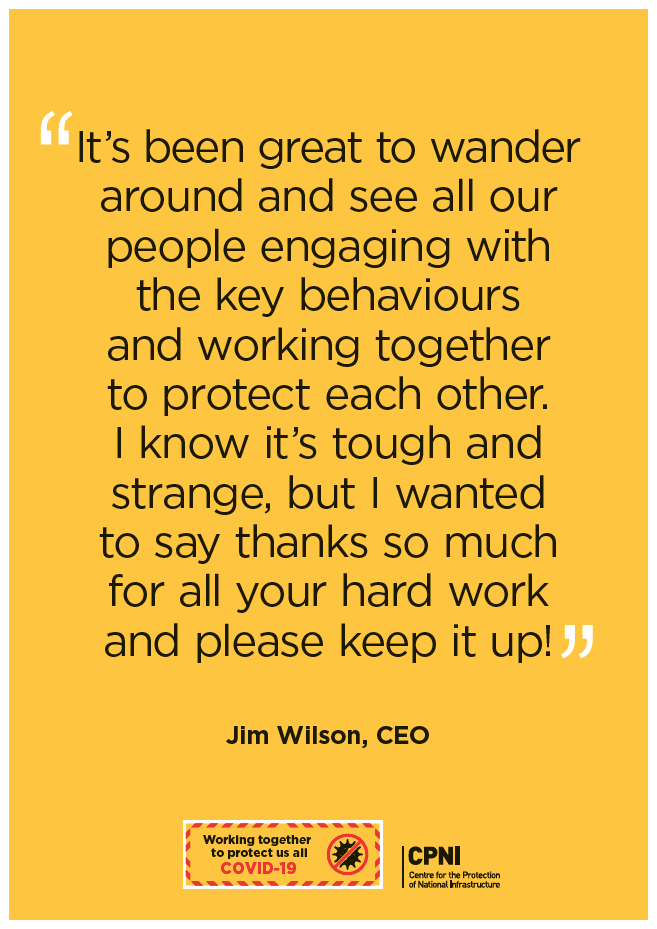 “It’s been great to wander
around and see all our
people engaging with
the key behaviours
and working together
to protect each other.
I know it’s tough and
strange, but I wanted
to say thanks so much
for all your hard work
and please keep it up!”
Jim Wilson, CEO
Working together
to protect us all
COVID-19
CPNI
Centre for the Protection
of National Infrastructure